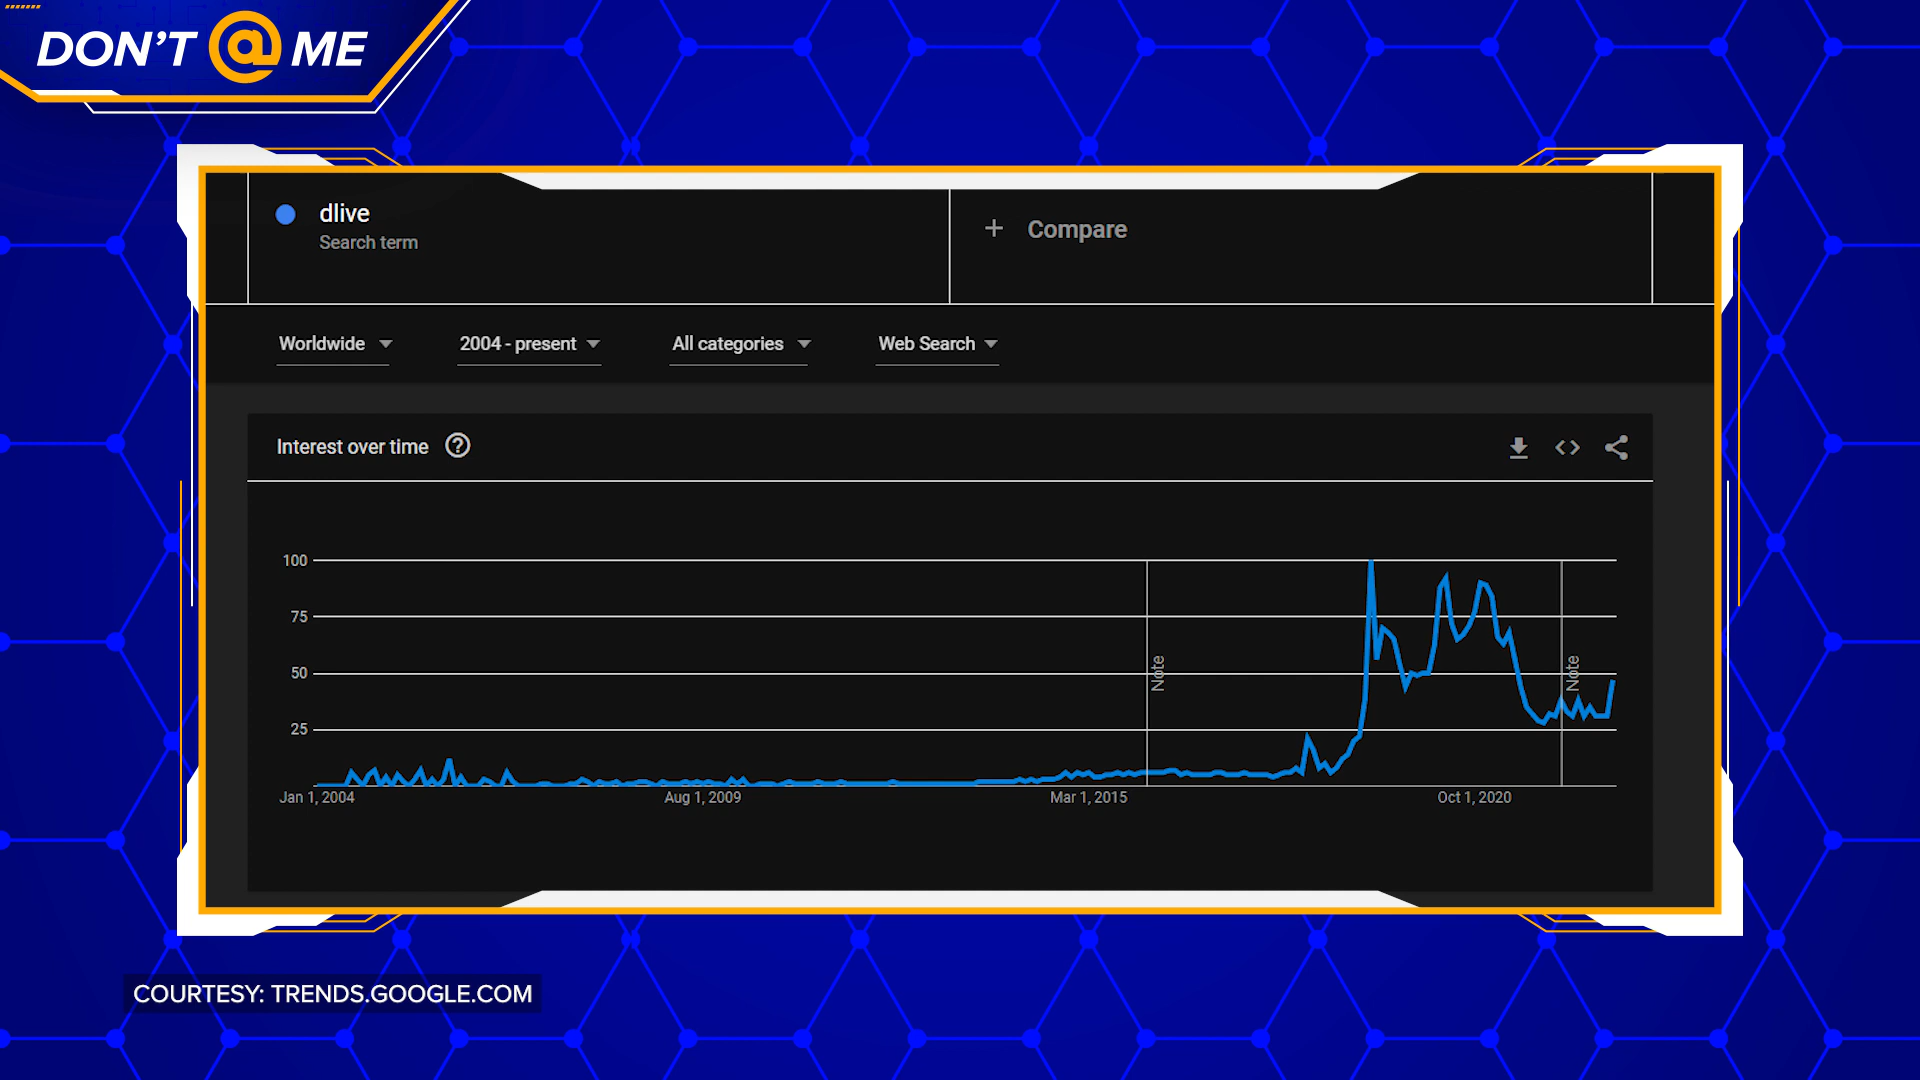 DON'T @ ME
dlive
Search term
+ Compare
Worldwide
2004 - present
All categories
Web Search
Interest over time ?
100
75
50
25
Note
Note
Jan 1, 2004
Aug 1, 2009
Mar 1, 2015
Oct 1, 2020
COURTESY: TRENDS.GOOGLE.COM